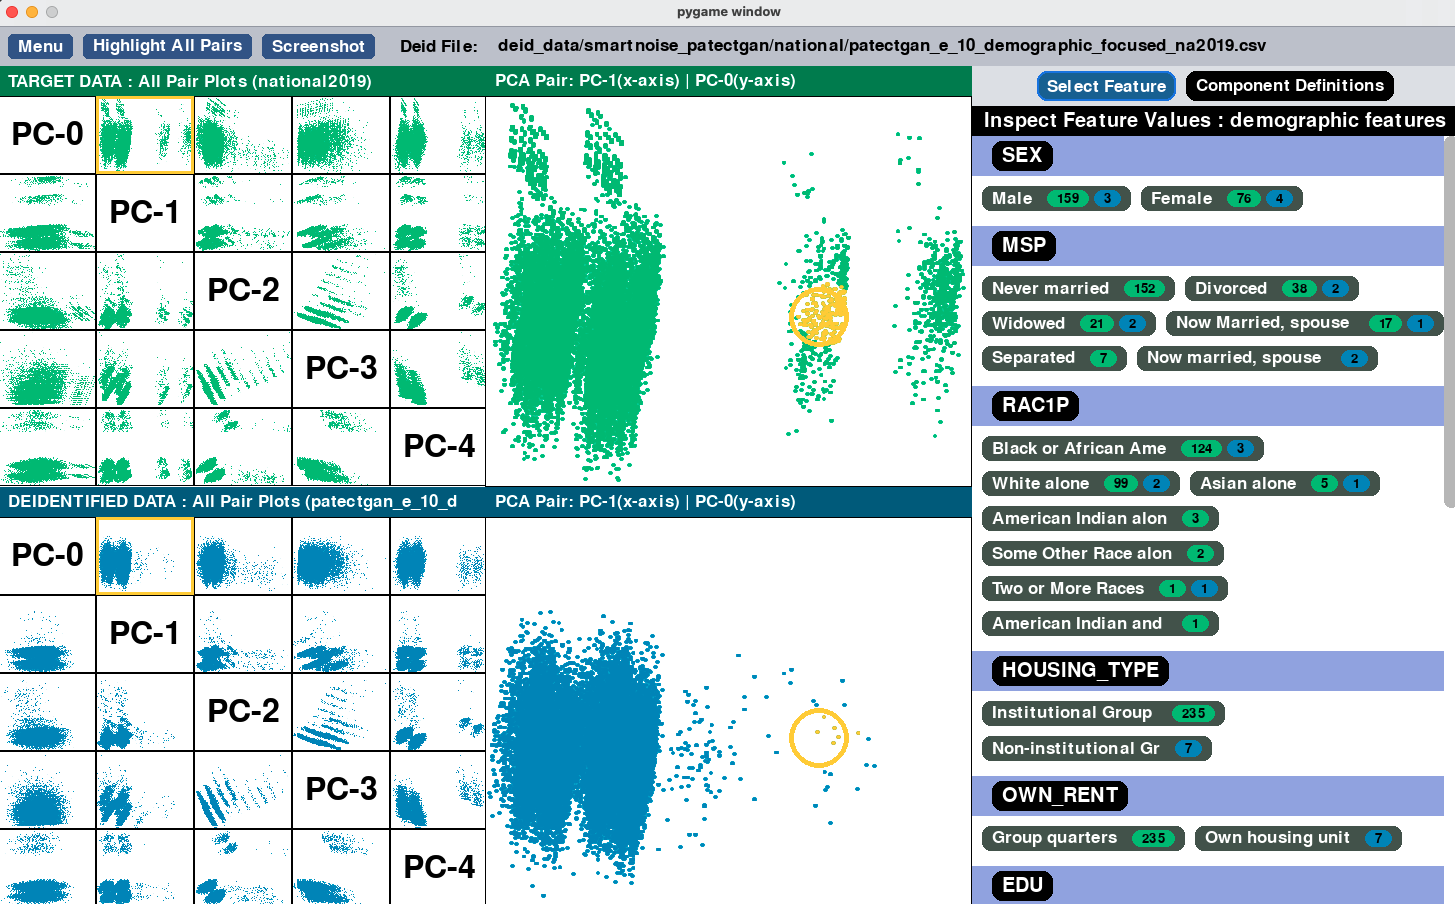 pygame window
Menu Highlight All Pairs Screenshot Deid File: deid_data/smartnoise_patectgan/national/patectgan_e_10_demographic_focused_na2019.csv
TARGET DATA : All Pair Plots (national2019) PCA Pair: PC-1(x-axis) | PC-0(y-axis)
PC-0
PC-1
PC-2
PC-3
PC-4
DEIDENTIFIED DATA : All Pair Plots (patectgan_e_10_d PCA Pair: PC-1(x-axis) | PC-0(y-axis)
PC-0
PC-1
PC-2
PC-3
PC-4
Select Feature Component Definitions
Inspect Feature Values : demographic features
SEX
Male 159 3 Female 76 4
MSP
Never married 152 Divorced 38 2
Widowed 21 2 Now Married, spouse 17 1
Separated 7 Now married, spouse 2
RAC1P
Black or African Ame 124 3
White alone 99 2 Asian alone 5 1
American Indian alon 3
Some Other Race alon 2
Two or More Races 1 1
American Indian and 1
HOUSING_TYPE
Institutional Group 235
Non-institutional Gr 7
OWN_RENT
Group quarters 235 Own housing unit 7
EDU